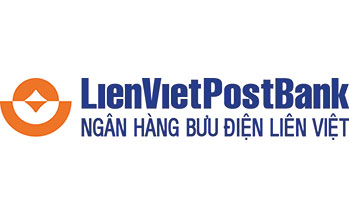 LienVietPostBank
NGÂN HÀNG BƯU ĐIỆN LIÊN VIỆT